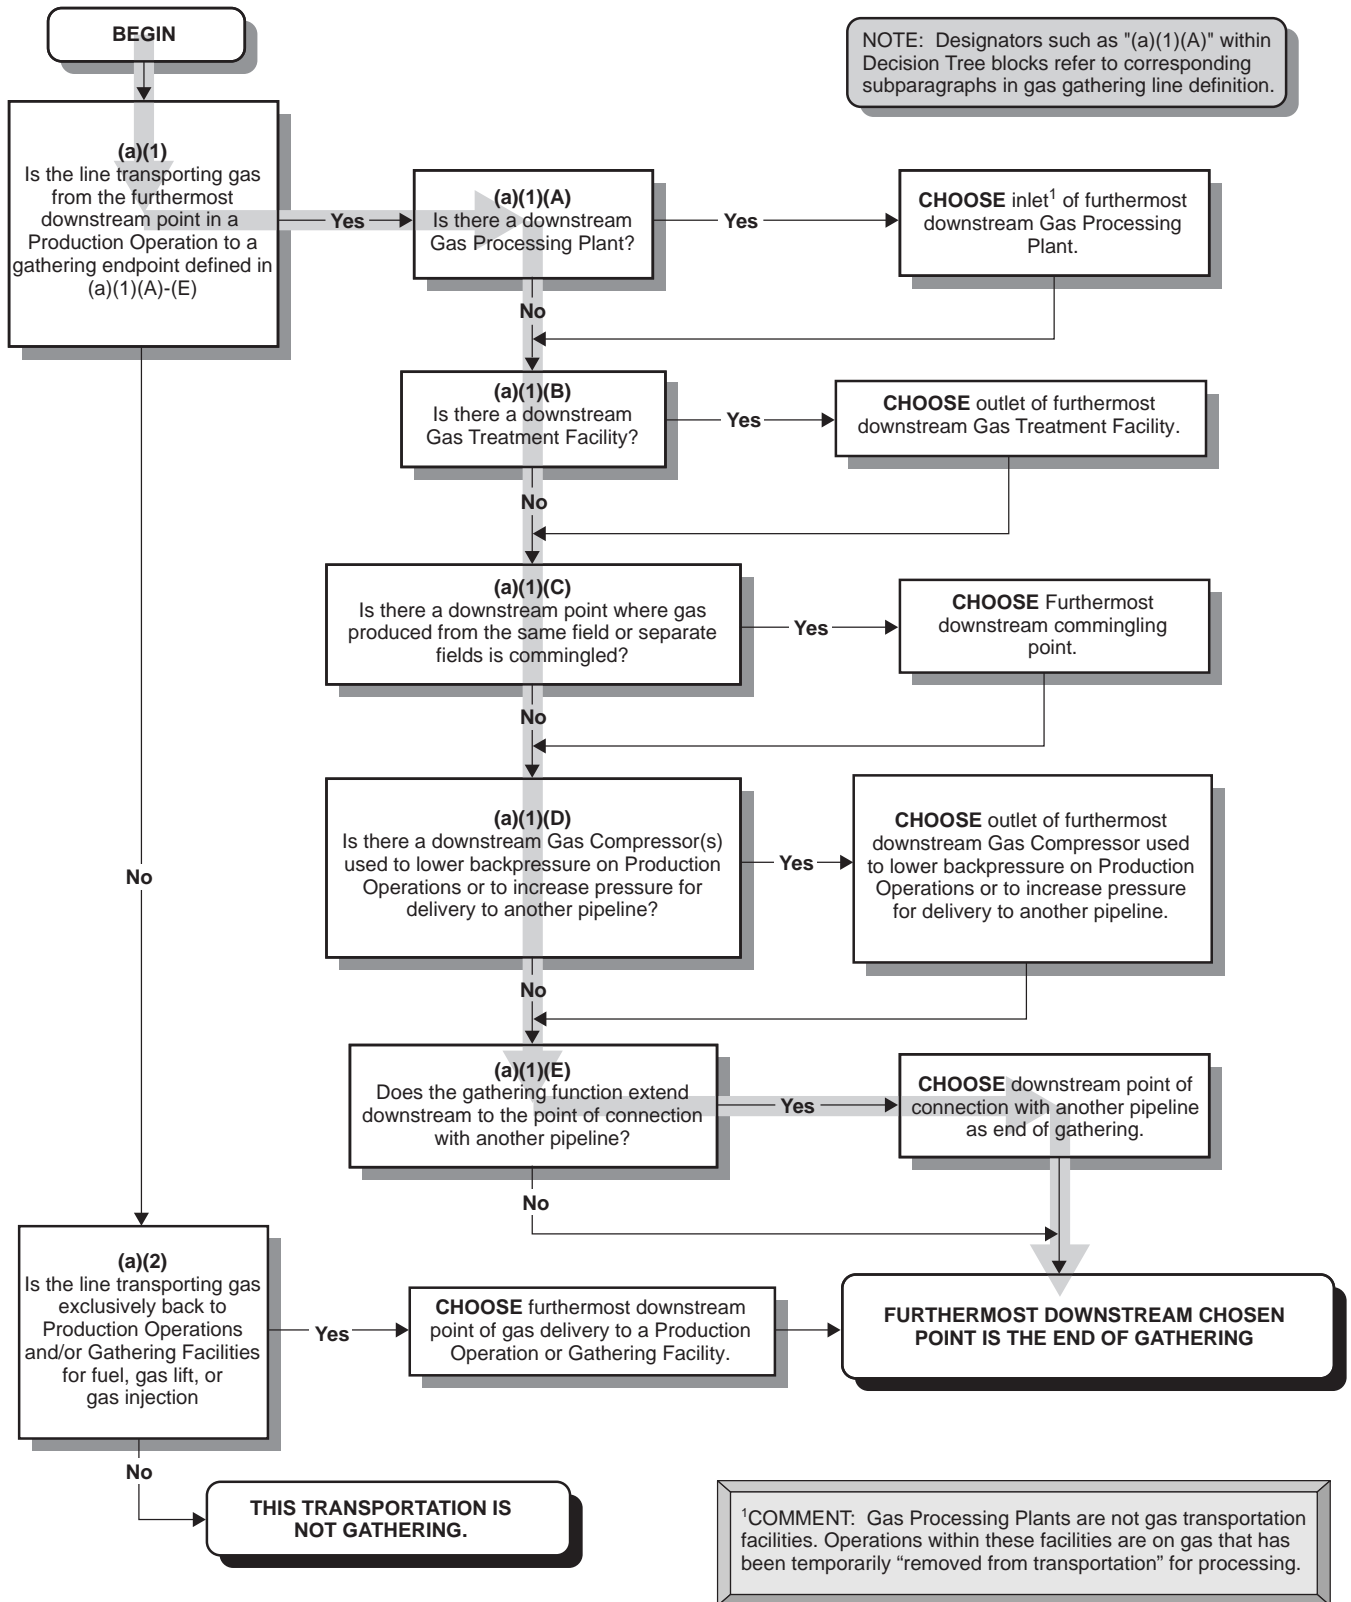 BEGIN
NOTE: Designators such as "(a)(1)(A)" within
Decision Tree blocks refer to corresponding
subparagraphs in gas gathering line definition.
(a)(1)
Is the line transporting gas
from the furthermost
downstream point in a
Production Operation to a
gathering endpoint defined in
(a)(1)(A)-(E)
Yes
(a)(1)(A)
Is there a downstream
Gas Processing Plant?
Yes
CHOOSE inlet1 of furthermost
downstream Gas Processing
Plant.
No
(a)(1)(B)
Is there a downstream
Gas Treatment Facility?
Yes
CHOOSE outlet of furthermost
downstream Gas Treatment Facility.
No
(a)(1)(C)
Is there a downstream point where gas
produced from the same field or separate
fields is commingled?
Yes
CHOOSE Furthermost
downstream commingling
point.
No
(a)(1)(D)
Is there a downstream Gas Compressor(s)
used to lower backpressure on Production
Operations or to increase pressure for
delivery to another pipeline?
Yes
CHOOSE outlet of furthermost
downstream Gas Compressor used
to lower backpressure on Production
Operations or to increase pressure
for delivery to another pipeline.
No
No
(a)(1)(E)
Does the gathering function extend
downstream to the point of connection
with another pipeline?
Yes
CHOOSE downstream point of
connection with another pipeline
as end of gathering.
No
(a)(2)
Is the line transporting gas
exclusively back to
Production Operations
and/or Gathering Facilities
for fuel, gas lift, or
gas injection
Yes
CHOOSE furthermost downstream
point of gas delivery to a Production
Operation or Gathering Facility.
FURTHERMOST DOWNSTREAM CHOSEN
POINT IS THE END OF GATHERING
No
THIS TRANSPORTATION IS
NOT GATHERING.
1COMMENT: Gas Processing Plants are not gas transportation
facilities. Operations within these facilities are on gas that has
been temporarily “removed from transportation” for processing.